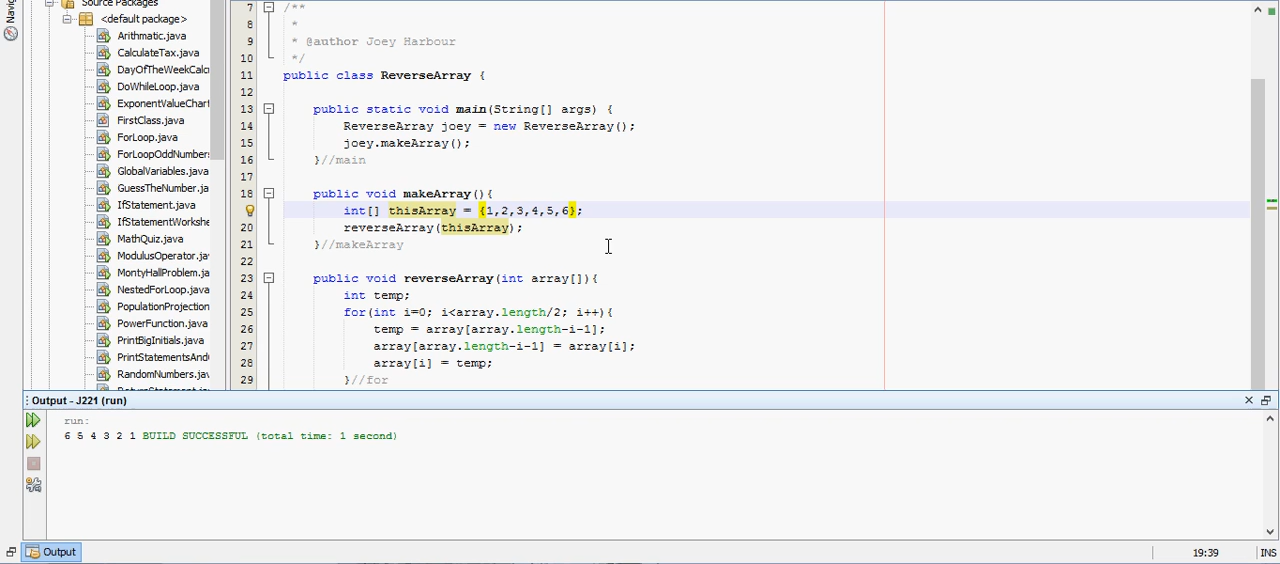 Navig
Source Packages
<default package>
Arithmatic.java
CalculateTax.java
DayOfTheWeekCalc
DoWhileLoop.java
ExponentValueChart
FirstClass.java
ForLoop.java
ForLoopOddNumbers
GlobalVariables.java
GuessTheNumber.ja
IfStatement.java
IfStatementWorkshe
MathQuiz.java
ModulusOperator.ja
MontyHallProblem.ja
NestedForLoop.java
PopulationProjection
PowerFunction.java
PrintBigInitials.java
PrintStatementsAnd
RandomNumbers.java
ReturnStatement.java
7 /**
8 *
9 * @author Joey Harbour
10 */
11 public class ReverseArray {
12
13 public static void main(String[] args) {
14 ReverseArray joey = new ReverseArray();
15 joey.makeArray();
16 }//main
17
18 public void makeArray(){
int[] thisArray = {1,2,3,4,5,6};
20 reverseArray(thisArray);
21 }//makeArray
22
23 public void reverseArray(int array[]){
24 int temp;
25 for(int i=0; i<array.length/2; i++){
26 temp = array[array.length-i-1];
27 array[array.length-i-1] = array[i];
28 array[i] = temp;
29 }//for
Output - J221 (run)
run:
6 5 4 3 2 1 BUILD SUCCESSFUL (total time: 1 second)
Output
19:39 INS